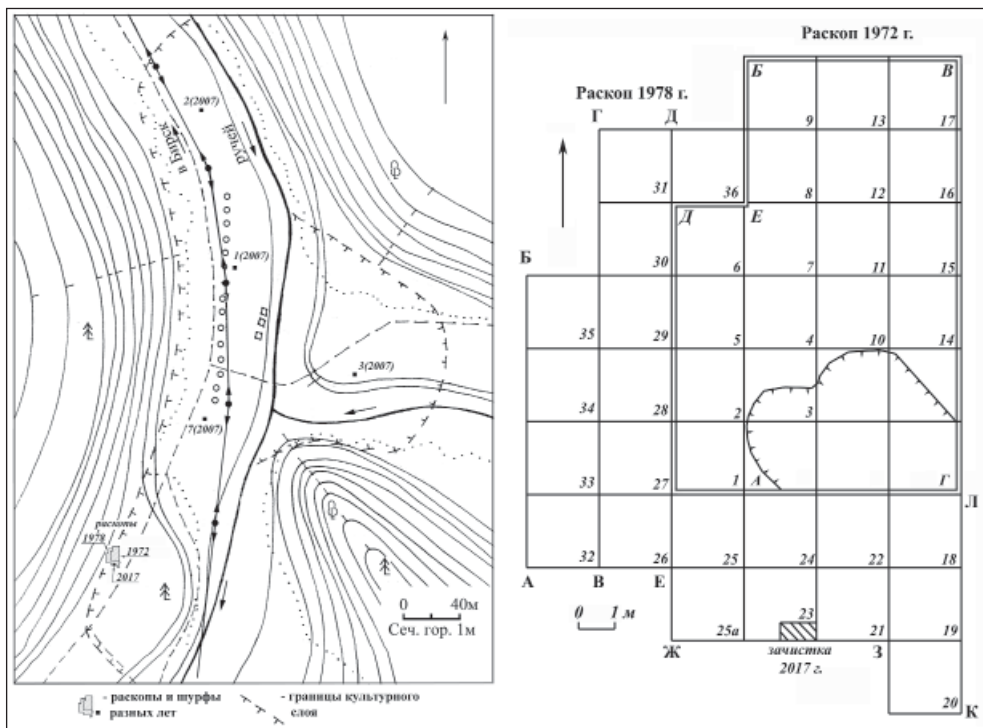 2(2007)
в Бирск
ручей
1(2007)
3(2007)
7(2007)
раскопы
1978
1972
2017
0 40м
Сеч. гор. 1м
- раскопы и шурфы
разных лет
- границы культурного
слоя
Раскоп 1972 г.
Раскоп 1978 г.
Б В
9 13 17
Г Д
31 36 8 12 16
Д Е
30 6 7 11 15
Б
35 29 5 4 10 14
34 28 2 3
33 27 1 А Г
Л
32 26 25 24 22 18
А В Е
0 1 м
23
25а 21 19
Ж З
зачистка
2017 г.
20
К